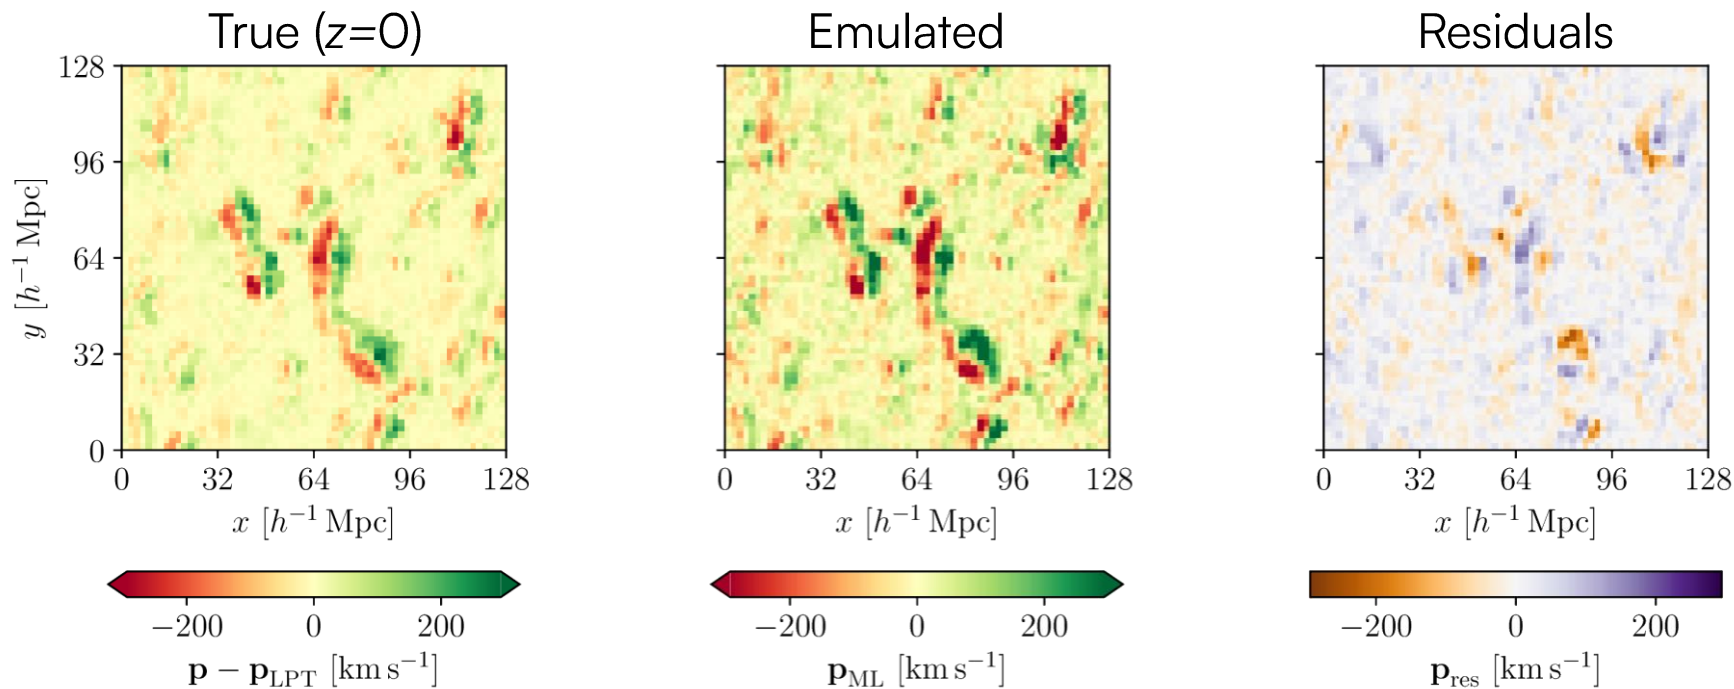 True (z=0)
Emulated
Residuals
128
96
64
32
0
y [h⁻¹ Mpc]
0 32 64 96 128
0 32 64 96 128
0 32 64 96 128
x [h⁻¹ Mpc]
x [h⁻¹ Mpc]
x [h⁻¹ Mpc]
−200 0 200
−200 0 200
−200 0 200
p − p_LPT [km s⁻¹]
p_ML [km s⁻¹]
p_res [km s⁻¹]